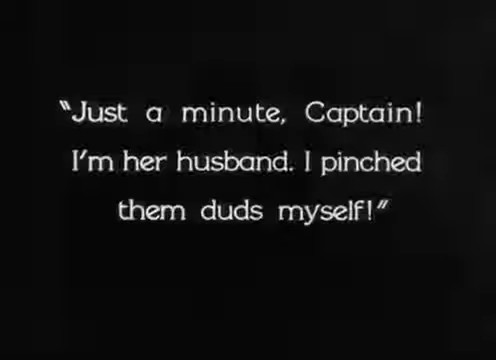 "Just a minute, Captain!
I'm her husband. I pinched
them duds myself!"